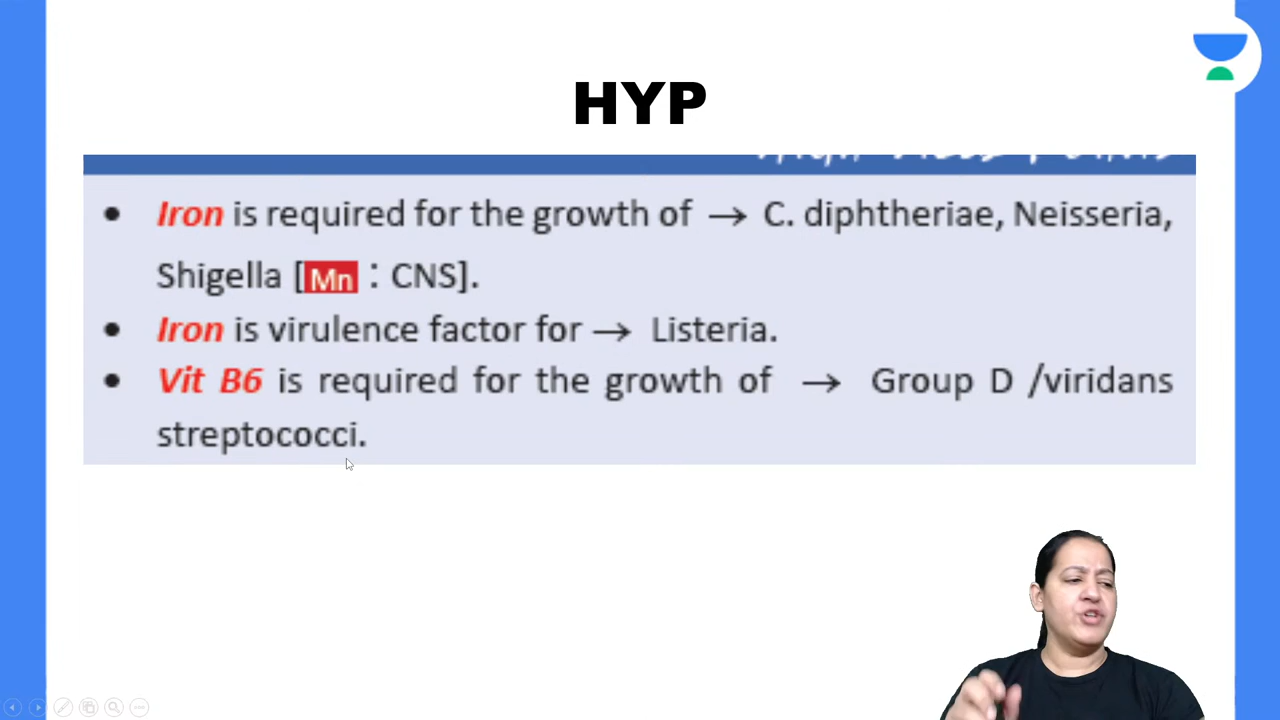 HYP
• Iron is required for the growth of → C. diphtheriae, Neisseria,
Shigella [Mn : CNS].
• Iron is virulence factor for → Listeria.
• Vit B6 is required for the growth of → Group D /viridans
streptococci.